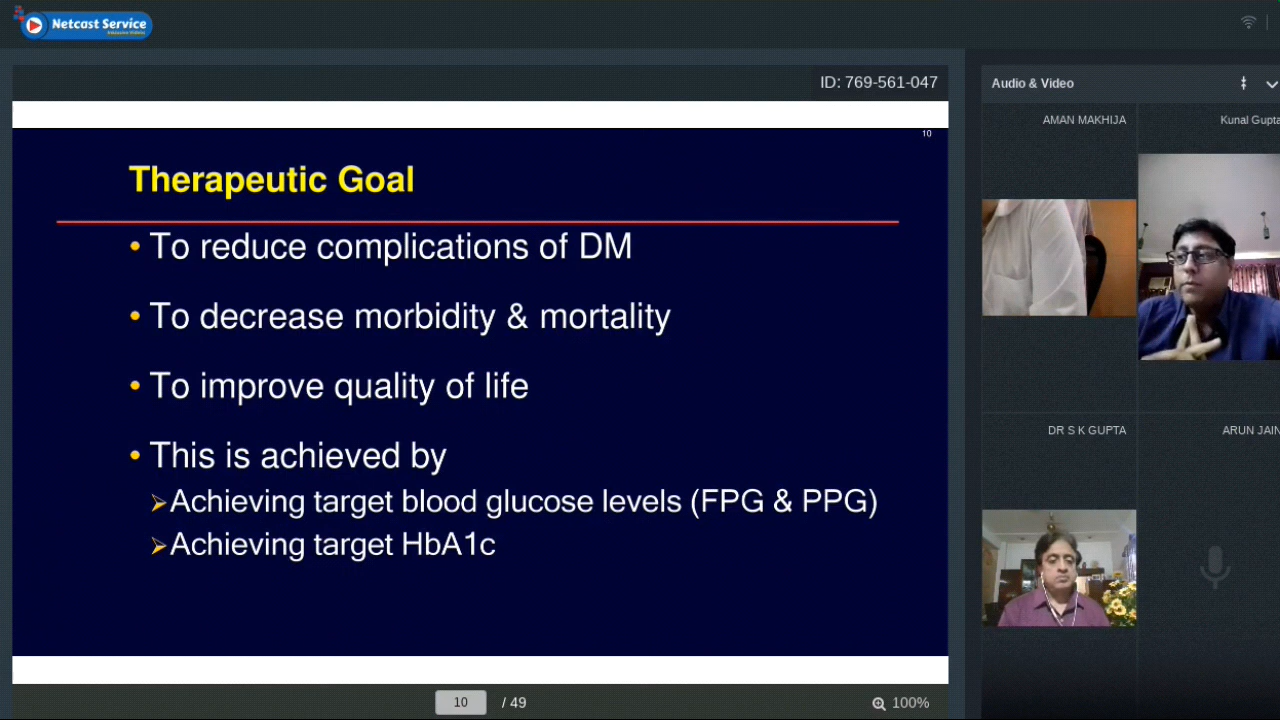 Netcast Service
ID: 769-561-047
Audio & Video
10
Therapeutic Goal
• To reduce complications of DM
• To decrease morbidity & mortality
• To improve quality of life
• This is achieved by
➢Achieving target blood glucose levels (FPG & PPG)
➢Achieving target HbA1c
10 / 49
100%
AMAN MAKHIJA
Kunal Gupta
DR S K GUPTA
ARUN JAIN